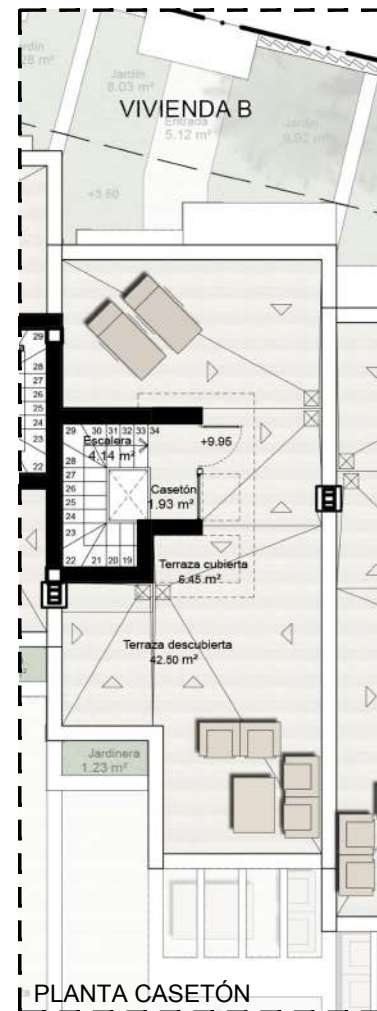 Jardín
8.03 m²
VIVIENDA B
Entrada
5.12 m²
Jardín
9.92 m²
+3.60
29
28
27
26
25
24
23
22
29 30 31 32 33 34
Escalera
4.14 m²
+9.95
28
27
26
25
24
23
22 21 20 19
Casetón
1.93 m²
Terraza cubierta
6.45 m²
Terraza descubierta
42.50 m²
Jardinera
1.23 m²
PLANTA CASETÓN